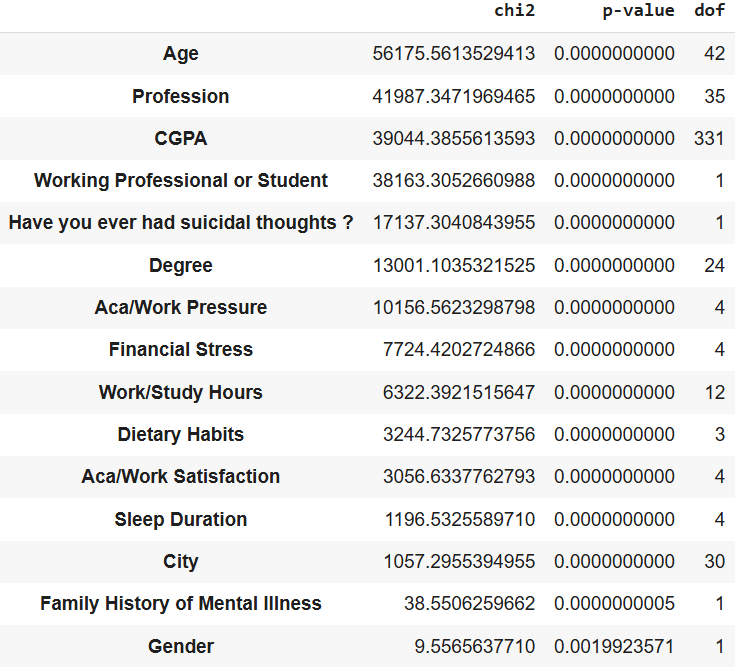 chi2 p-value dof
Age 56175.5613529413 0.0000000000 42
Profession 41987.3471969465 0.0000000000 35
CGPA 39044.3855613593 0.0000000000 331
Working Professional or Student 38163.3052660988 0.0000000000 1
Have you ever had suicidal thoughts ? 17137.3040843955 0.0000000000 1
Degree 13001.1035321525 0.0000000000 24
Aca/Work Pressure 10156.5623298798 0.0000000000 4
Financial Stress 7724.4202724866 0.0000000000 4
Work/Study Hours 6322.3921515647 0.0000000000 12
Dietary Habits 3244.7325773756 0.0000000000 3
Aca/Work Satisfaction 3056.6337762793 0.0000000000 4
Sleep Duration 1196.5325589710 0.0000000000 4
City 1057.2955394955 0.0000000000 30
Family History of Mental Illness 38.5506259662 0.0000000005 1
Gender 9.5565637710 0.0019923571 1